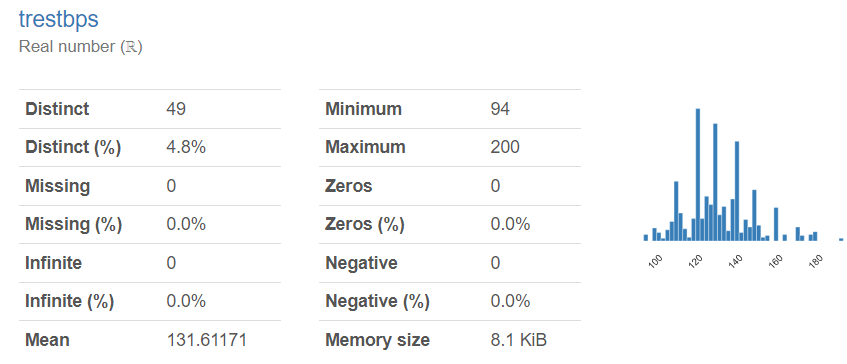 trestbps
Real number (ℝ)
Distinct 49 Minimum 94
Distinct (%) 4.8% Maximum 200
Missing 0 Zeros 0
Missing (%) 0.0% Zeros (%) 0.0%
Infinite 0 Negative 0
Infinite (%) 0.0% Negative (%) 0.0%
Mean 131.61171 Memory size 8.1 KiB
100 120 140 160 180